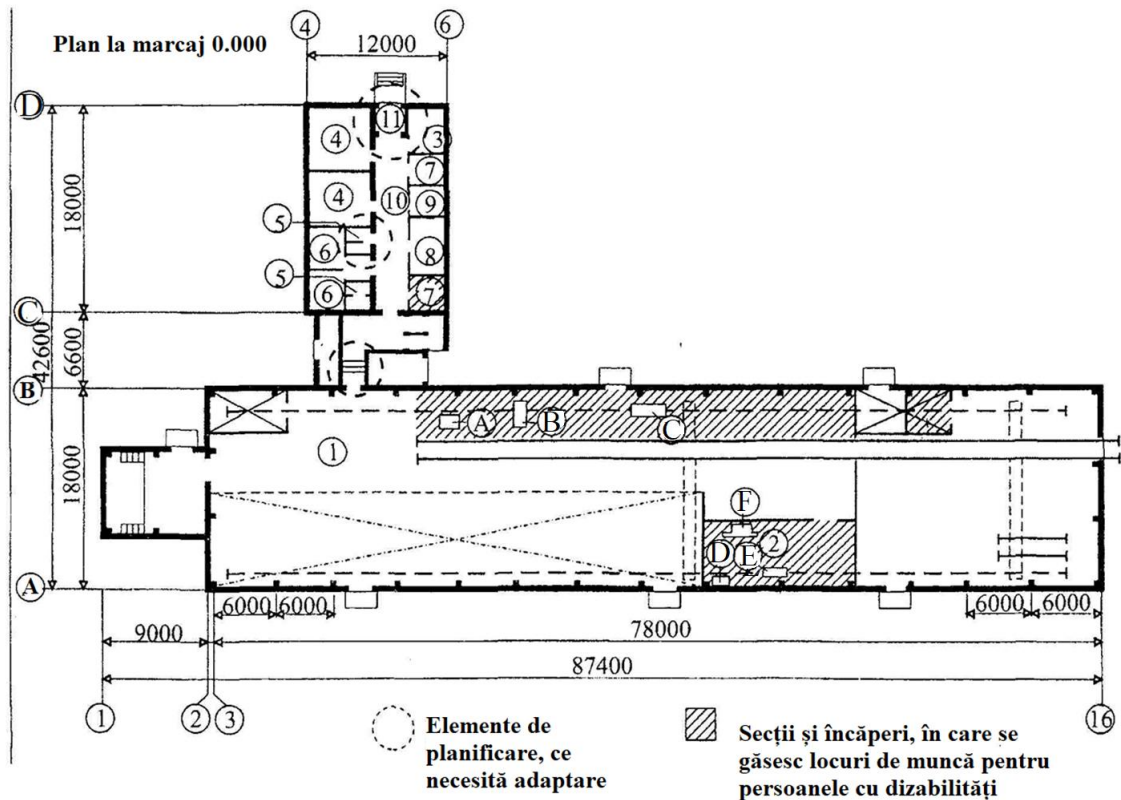 4
6
Plan la marcaj 0.000
12000
D
11
4
3
7
4
10
9
5
6
8
5
6
7
C
18000
6600
42600
B
A
B
C
1
18000
F
D
E
2
A
6000
6000
6000
6000
9000
78000
87400
1
2
3
16
Elemente de
planificare, ce
necesită adaptare
Secții și încăperi, în care se
găsesc locuri de muncă pentru
persoanele cu dizabilități